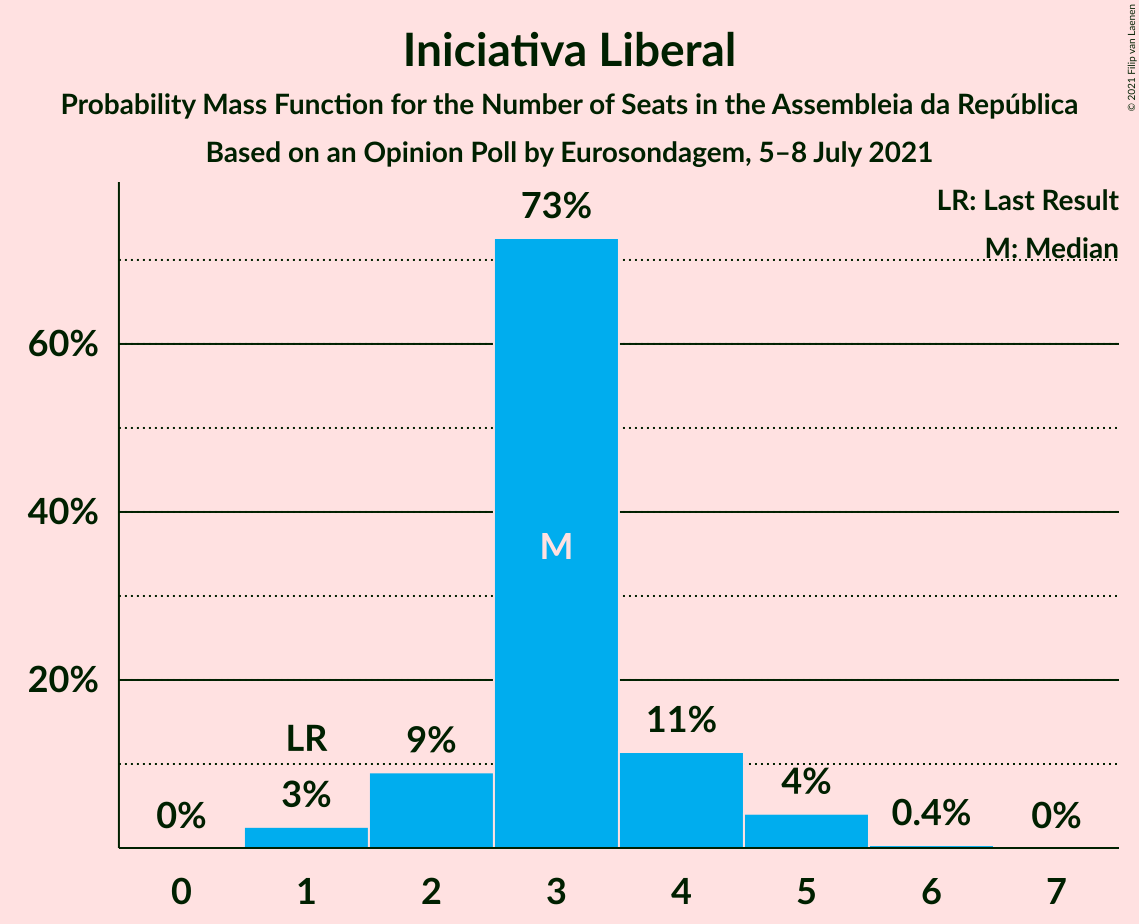 Iniciativa Liberal
Probability Mass Function for the Number of Seats in the Assembleia da República
Based on an Opinion Poll by Eurosondagem, 5–8 July 2021
© 2021 Filip van Laenen
LR: Last Result
M: Median
60%
40%
20%
0%
LR
3%
9%
73%
M
11%
4%
0.4%
0%
0 1 2 3 4 5 6 7